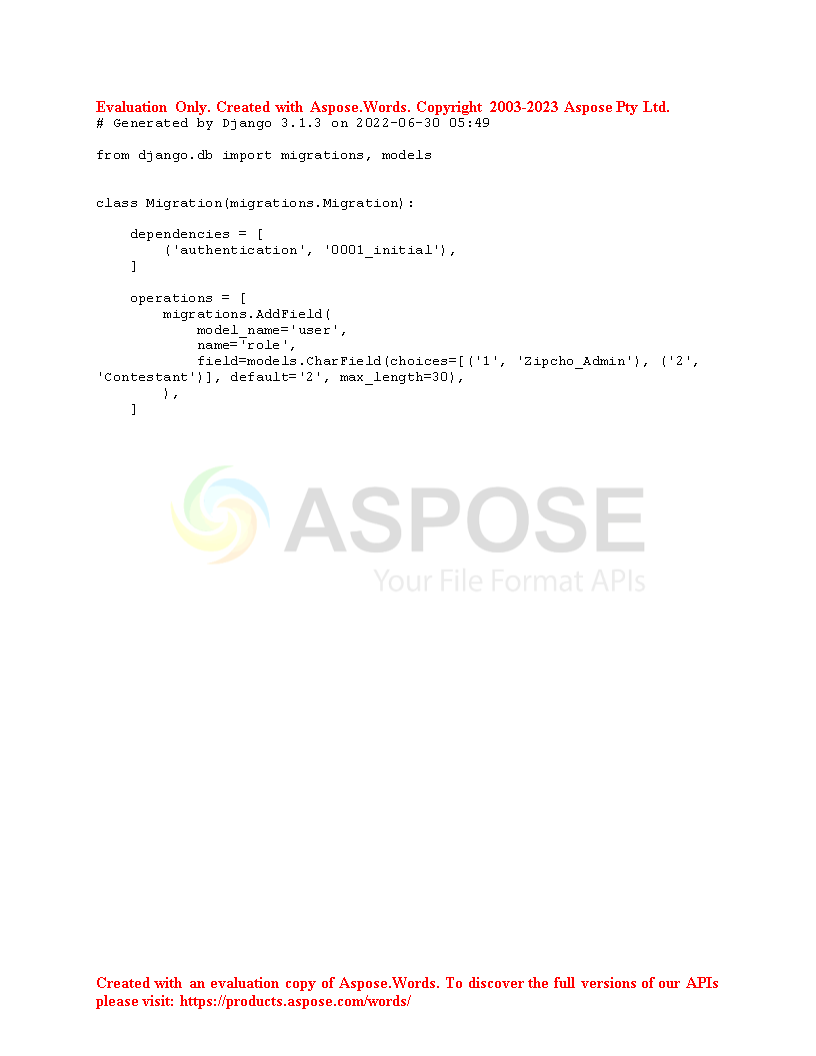 Evaluation Only. Created with Aspose.Words. Copyright 2003-2023 Aspose Pty Ltd.
# Generated by Django 3.1.3 on 2022-06-30 05:49
from django.db import migrations, models
class Migration(migrations.Migration):
    dependencies = [
        ('authentication', '0001_initial'),
    ]
    operations = [
        migrations.AddField(
            model_name='user',
            name='role',
            field=models.CharField(choices=[('1', 'Zipcho_Admin'), ('2',
'Contestant')], default='2', max_length=30),
        ),
    ]
ASPOSE
Your File Format APIs
Created with an evaluation copy of Aspose.Words. To discover the full versions of our APIs
please visit: https://products.aspose.com/words/